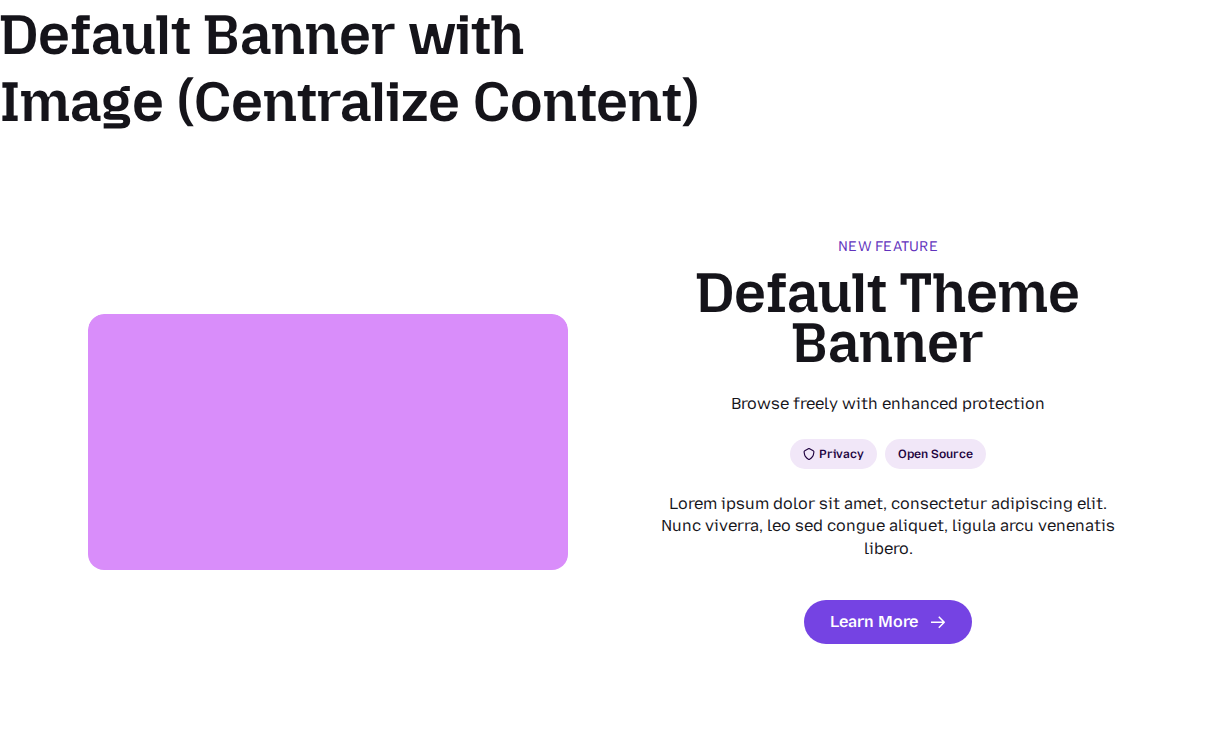 Default Banner with
Image (Centralize Content)
NEW FEATURE
Default Theme
Banner
Browse freely with enhanced protection
Privacy
Open Source
Lorem ipsum dolor sit amet, consectetur adipiscing elit.
Nunc viverra, leo sed congue aliquet, ligula arcu venenatis
libero.
Learn More